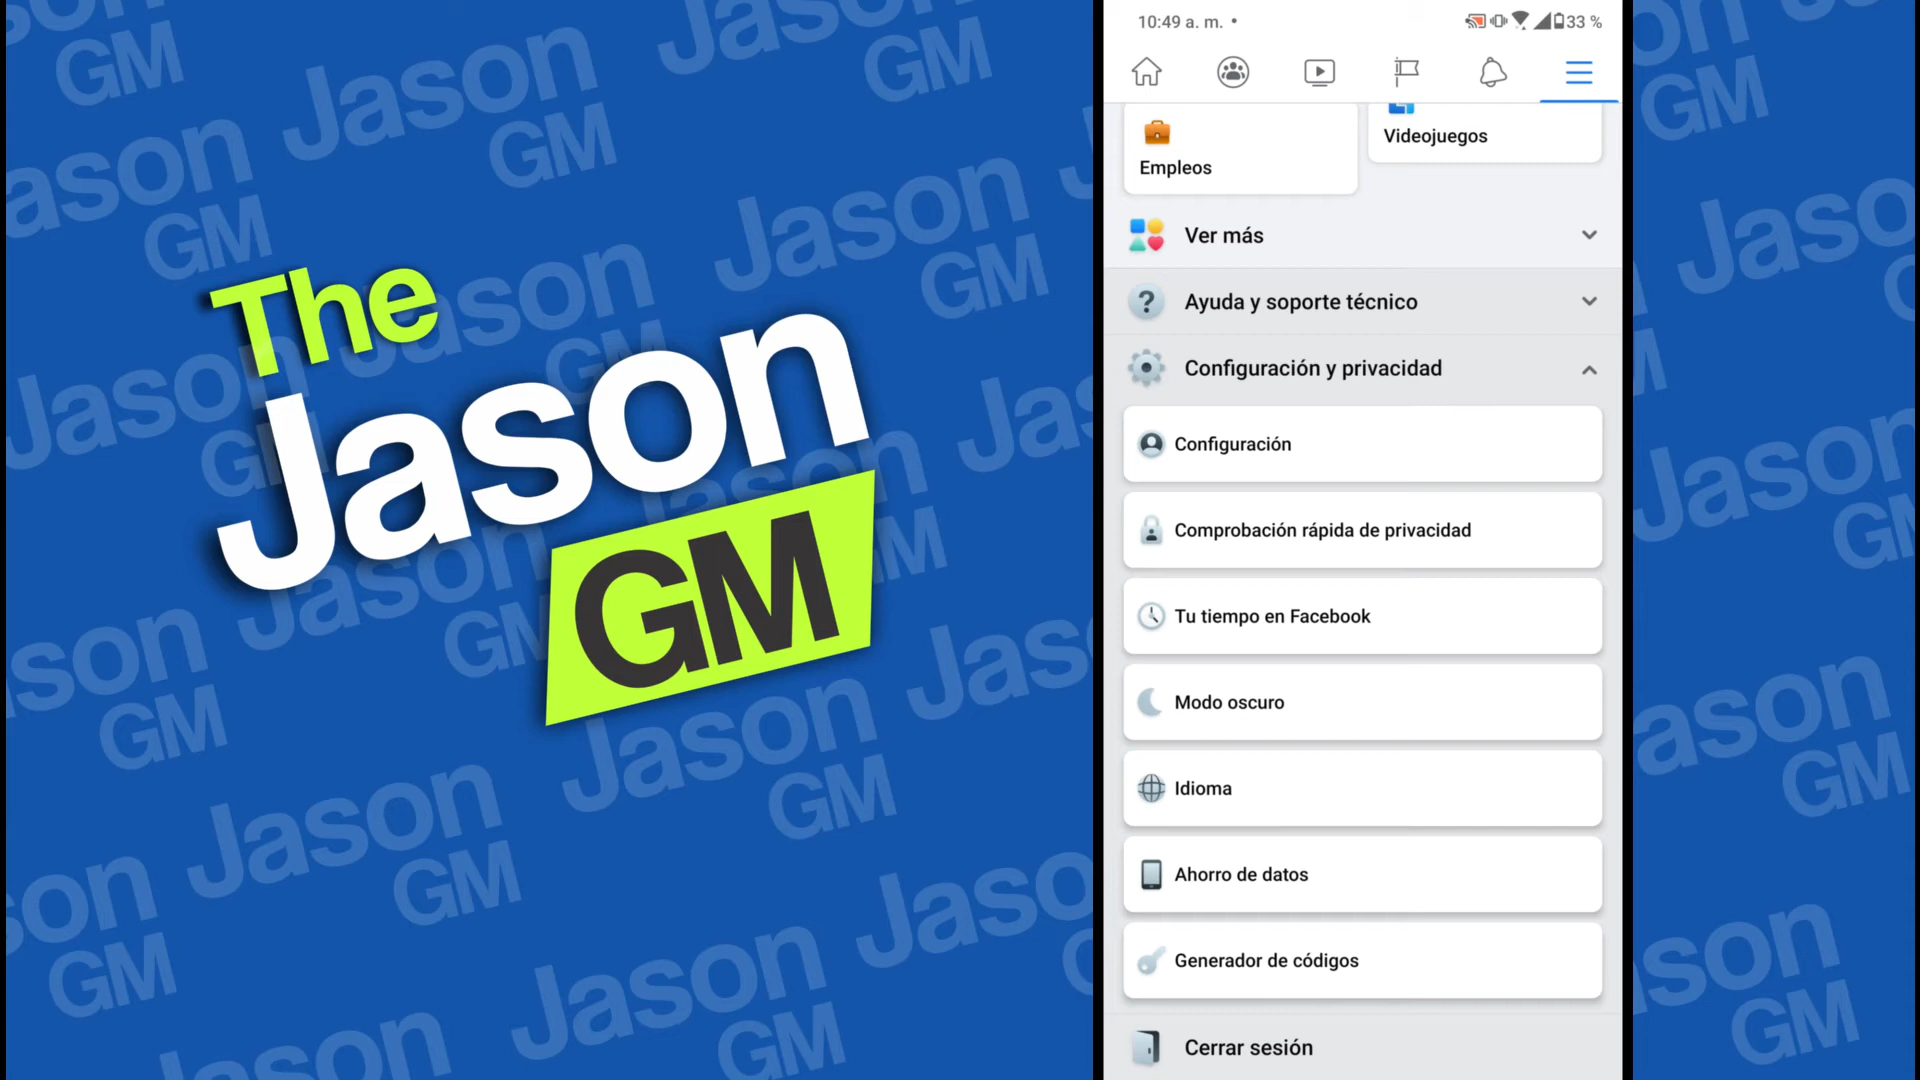 The
Jason
GM
10:49 a. m. •
33 %
Empleos
Videojuegos
Ver más
Ayuda y soporte técnico
Configuración y privacidad
Configuración
Comprobación rápida de privacidad
Tu tiempo en Facebook
Modo oscuro
Idioma
Ahorro de datos
Generador de códigos
Cerrar sesión